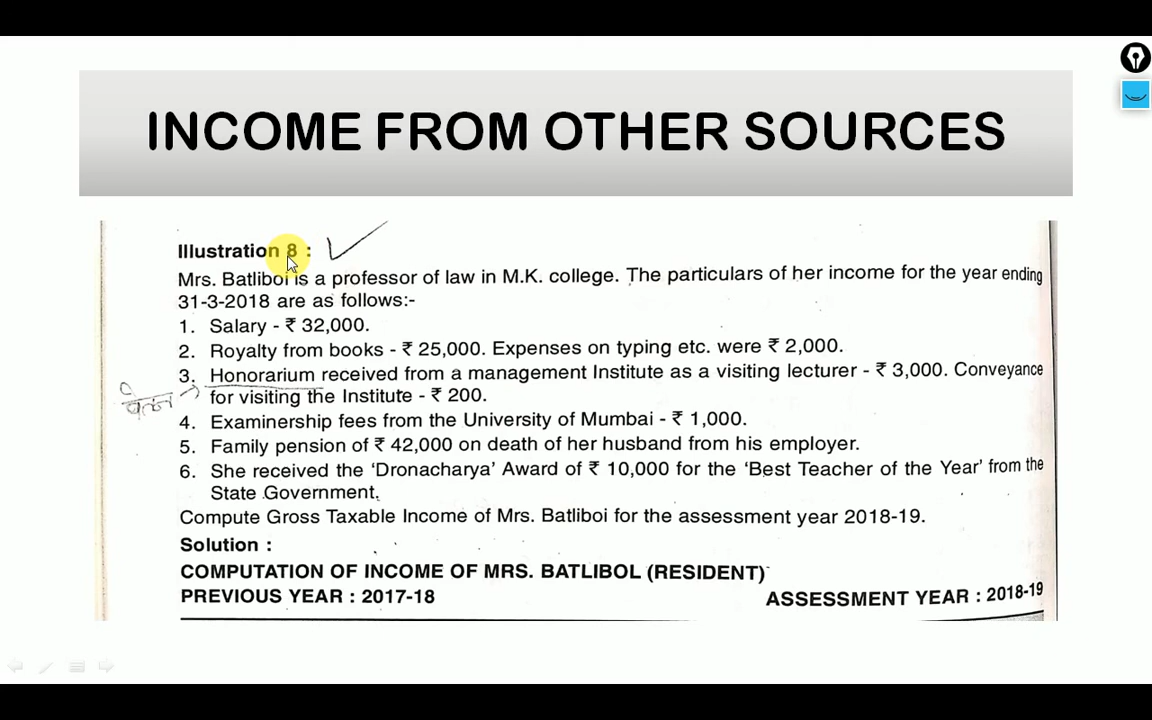 INCOME FROM OTHER SOURCES
Illustration 8 :
Mrs. Batliboi is a professor of law in M.K. college. The particulars of her income for the year ending
31-3-2018 are as follows:-
1. Salary - ₹ 32,000.
2. Royalty from books - ₹ 25,000. Expenses on typing etc. were ₹ 2,000.
3. Honorarium received from a management Institute as a visiting lecturer - ₹ 3,000. Conveyance
for visiting the Institute - ₹ 200.
4. Examinership fees from the University of Mumbai - ₹ 1,000.
5. Family pension of ₹ 42,000 on death of her husband from his employer.
6. She received the ‘Dronacharya’ Award of ₹ 10,000 for the ‘Best Teacher of the Year’ from the
State Government.
Compute Gross Taxable Income of Mrs. Batliboi for the assessment year 2018-19.
Solution :
COMPUTATION OF INCOME OF MRS. BATLIBOL (RESIDENT)
PREVIOUS YEAR : 2017-18 ASSESSMENT YEAR : 2018-19